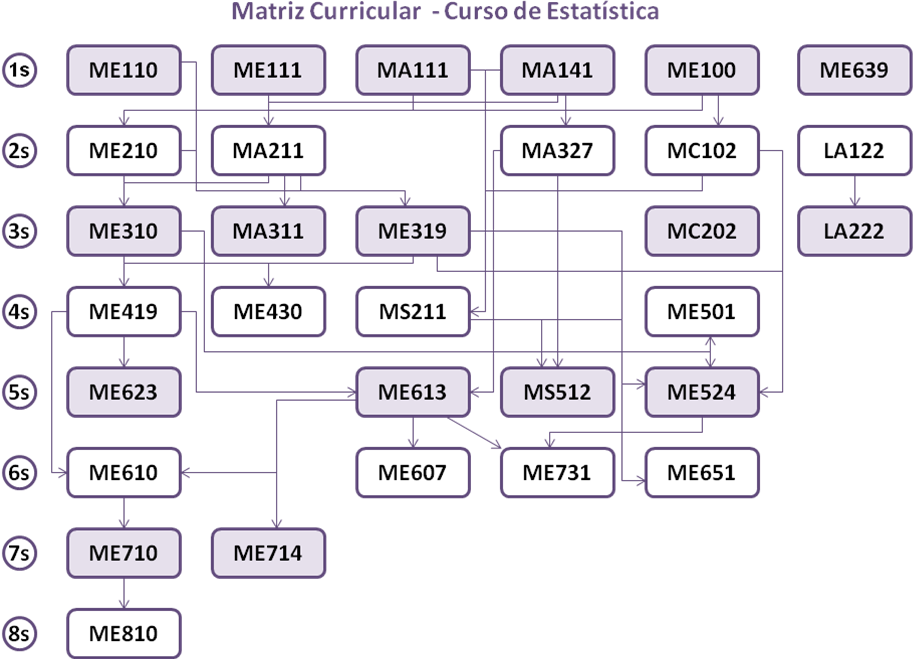 Matriz Curricular - Curso de Estatística
1s ME110 ME111 MA111 MA141 ME100 ME639
2s ME210 MA211 MA327 MC102 LA122
3s ME310 MA311 ME319 MC202 LA222
4s ME419 ME430 MS211 ME501
5s ME623 ME613 MS512 ME524
6s ME610 ME607 ME731 ME651
7s ME710 ME714
8s ME810